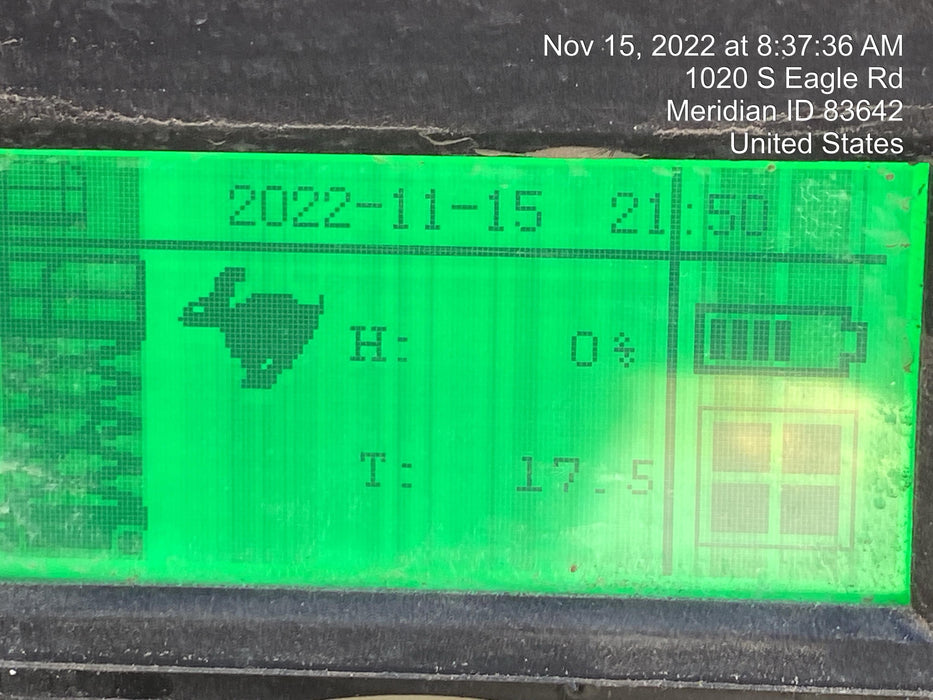 Nov 15, 2022 at 8:37:36 AM
1020 S Eagle Rd
Meridian ID 83642
United States
2022-11-15 21:50
H: 0%
T: 17.5